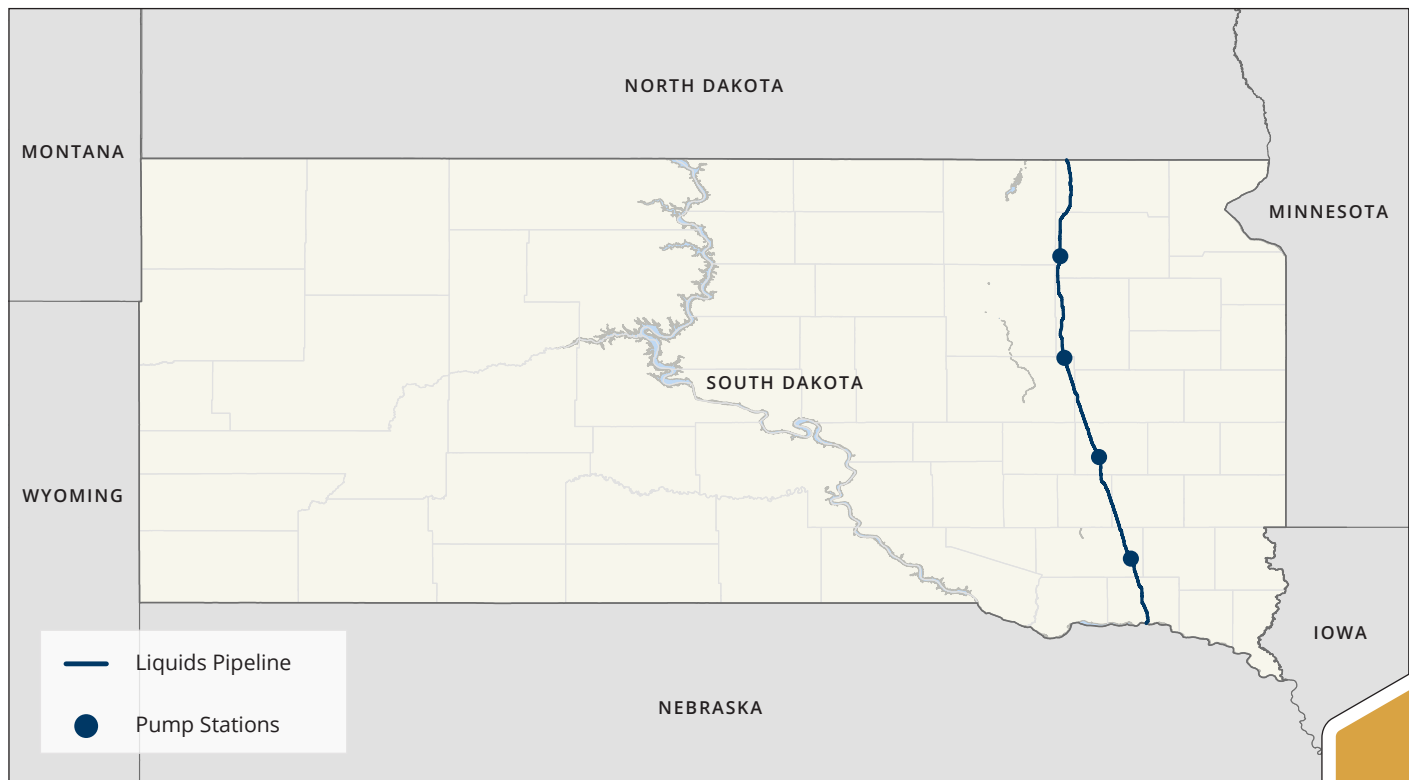 NORTH DAKOTA
MONTANA
MINNESOTA
SOUTH DAKOTA
WYOMING
IOWA
Liquids Pipeline
NEBRASKA
Pump Stations